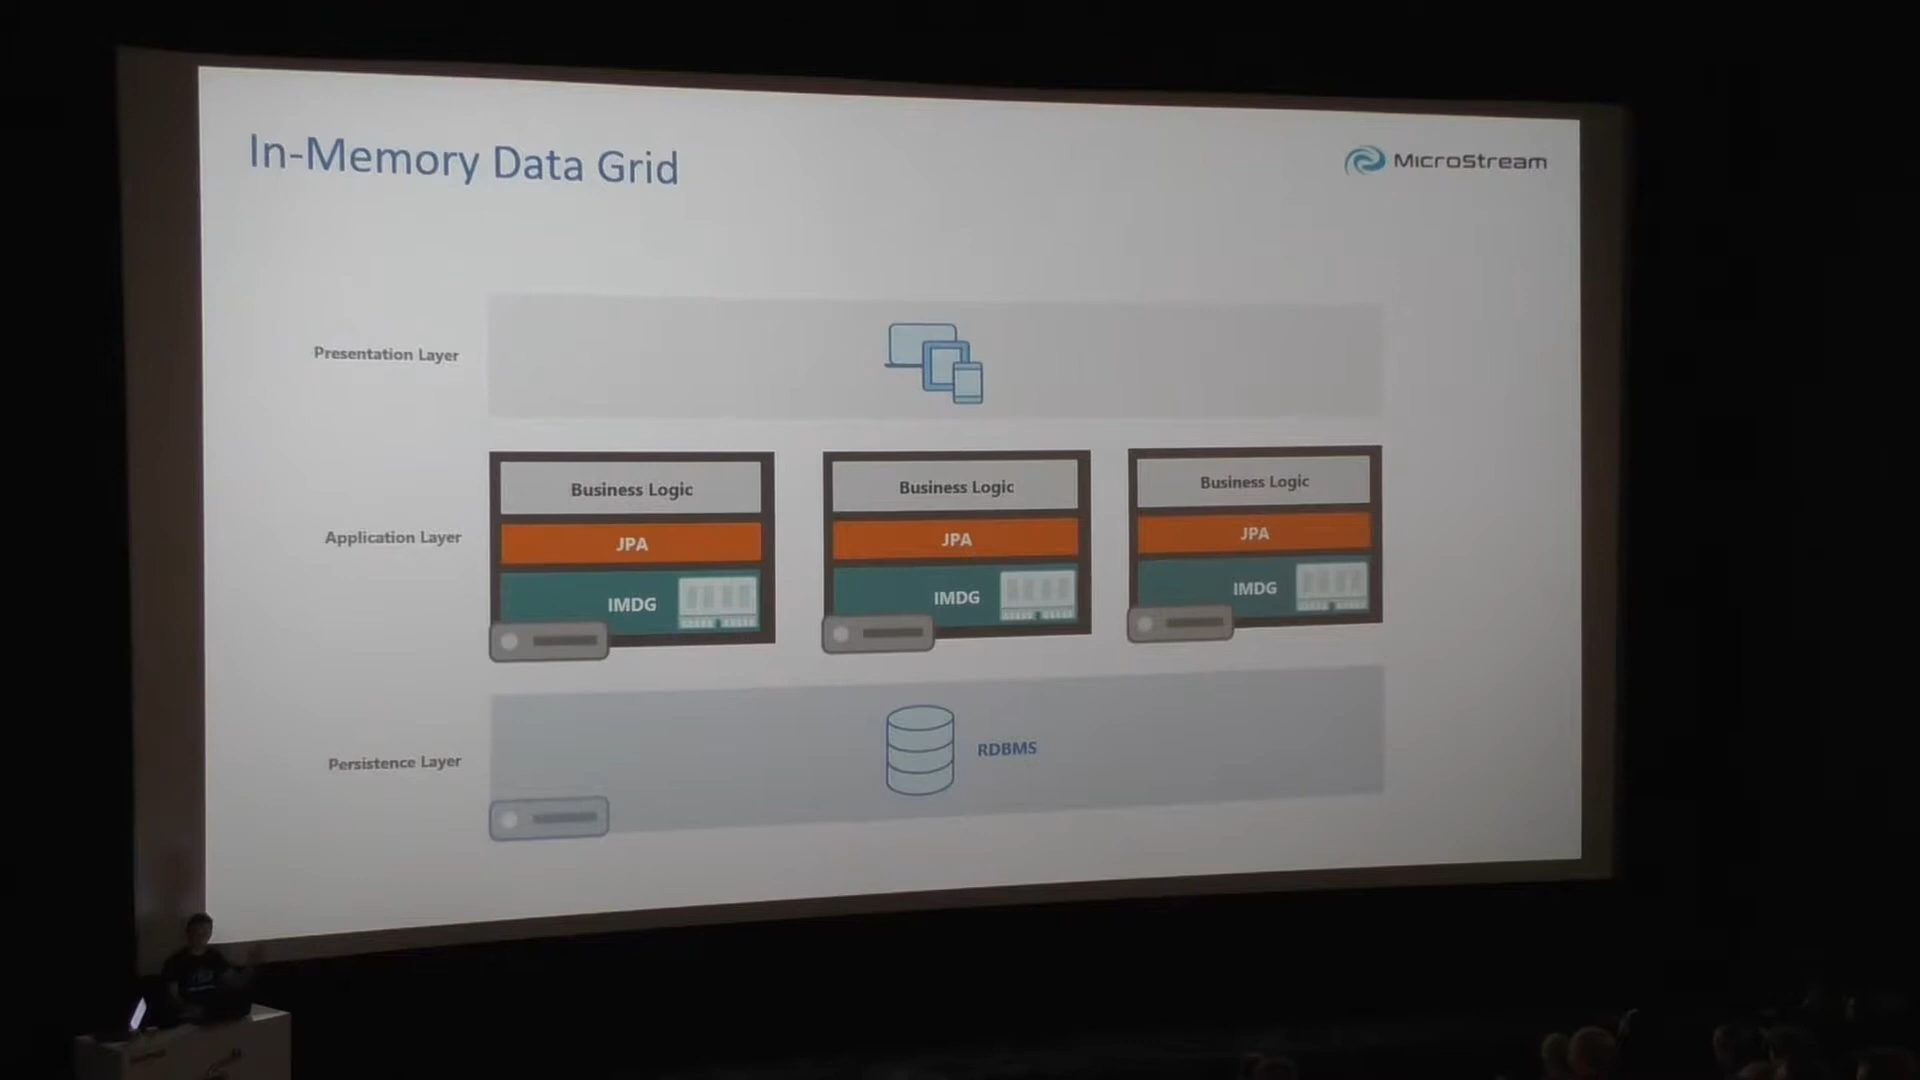 In-Memory Data Grid
MicroStream
Presentation Layer
Application Layer
Business Logic
JPA
IMDG
Business Logic
JPA
IMDG
Business Logic
JPA
IMDG
Persistence Layer
RDBMS